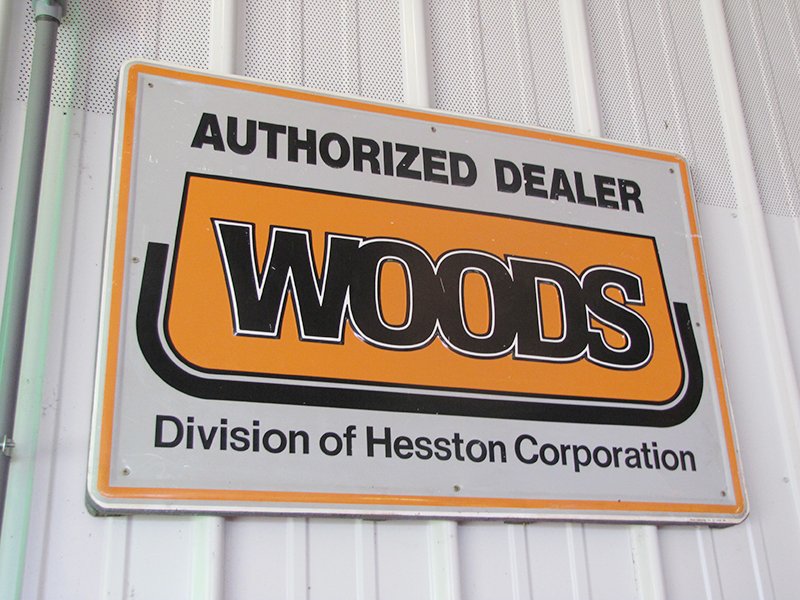 AUTHORIZED DEALER
WOODS
Division of Hesston Corporation